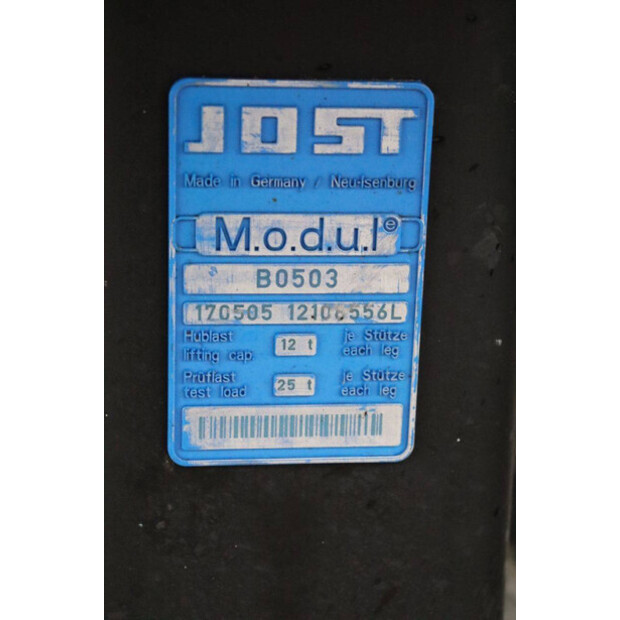 JOST
Made in Germany / Neu-Isenburg
M.o.d.u.l e
B0503
170505 12106556L
Hublast 12 t je Stütze
lifting cap. each leg
Prüflast 25 t je Stütze
test load each leg